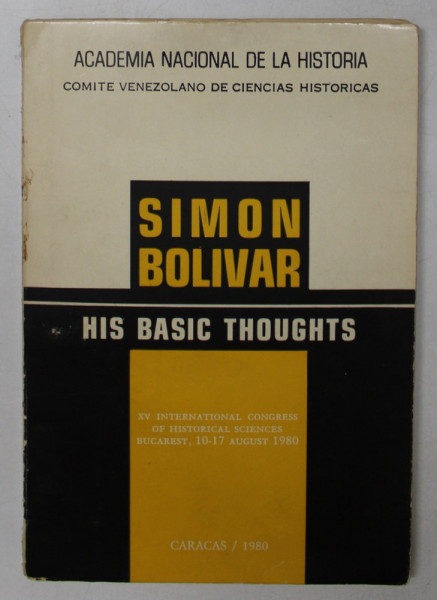 ACADEMIA NACIONAL DE LA HISTORIA
COMITE VENEZOLANO DE CIENCIAS HISTORICAS
SIMON
BOLIVAR
HIS BASIC THOUGHTS
XV INTERNATIONAL CONGRESS
OF HISTORICAL SCIENCES
BUCAREST, 10-17 AUGUST 1980
CARACAS / 1980